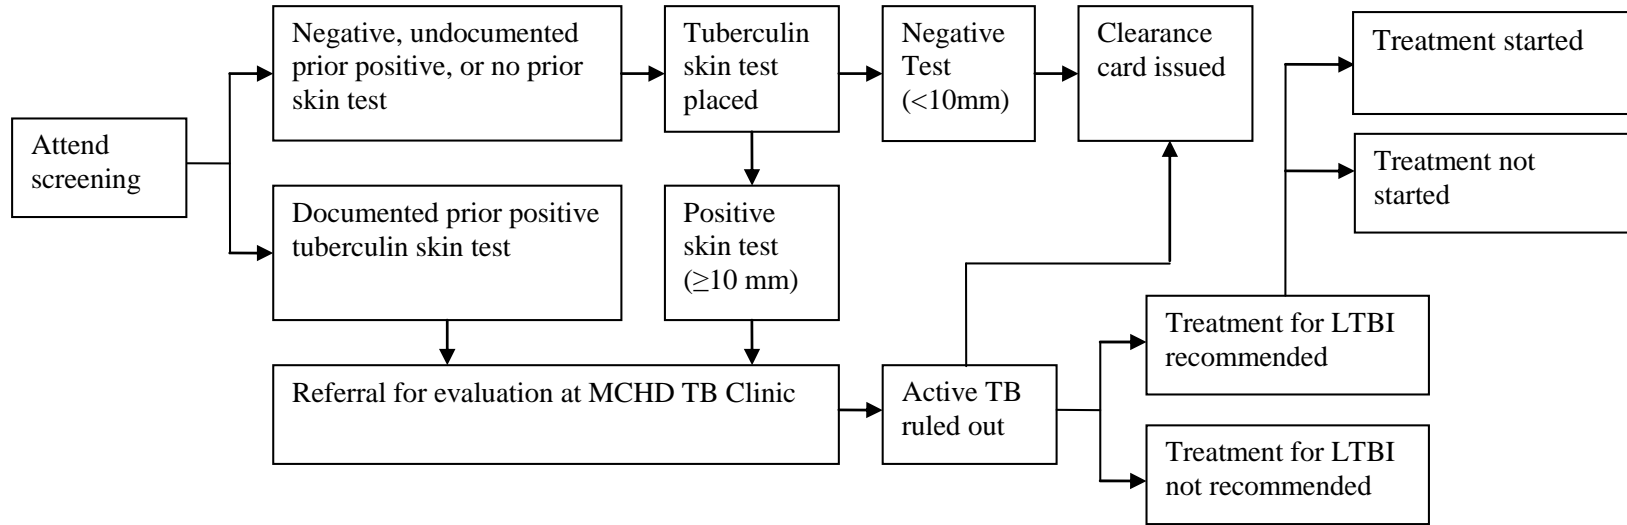 Attend
screening
Negative, undocumented
prior positive, or no prior
skin test
Tuberculin
skin test
placed
Negative
Test
(<10mm)
Clearance
card issued
Treatment started
Treatment not
started
Documented prior positive
tuberculin skin test
Positive
skin test
(≥10 mm)
Referral for evaluation at MCHD TB Clinic
Active TB
ruled out
Treatment for LTBI
recommended
Treatment for LTBI
not recommended